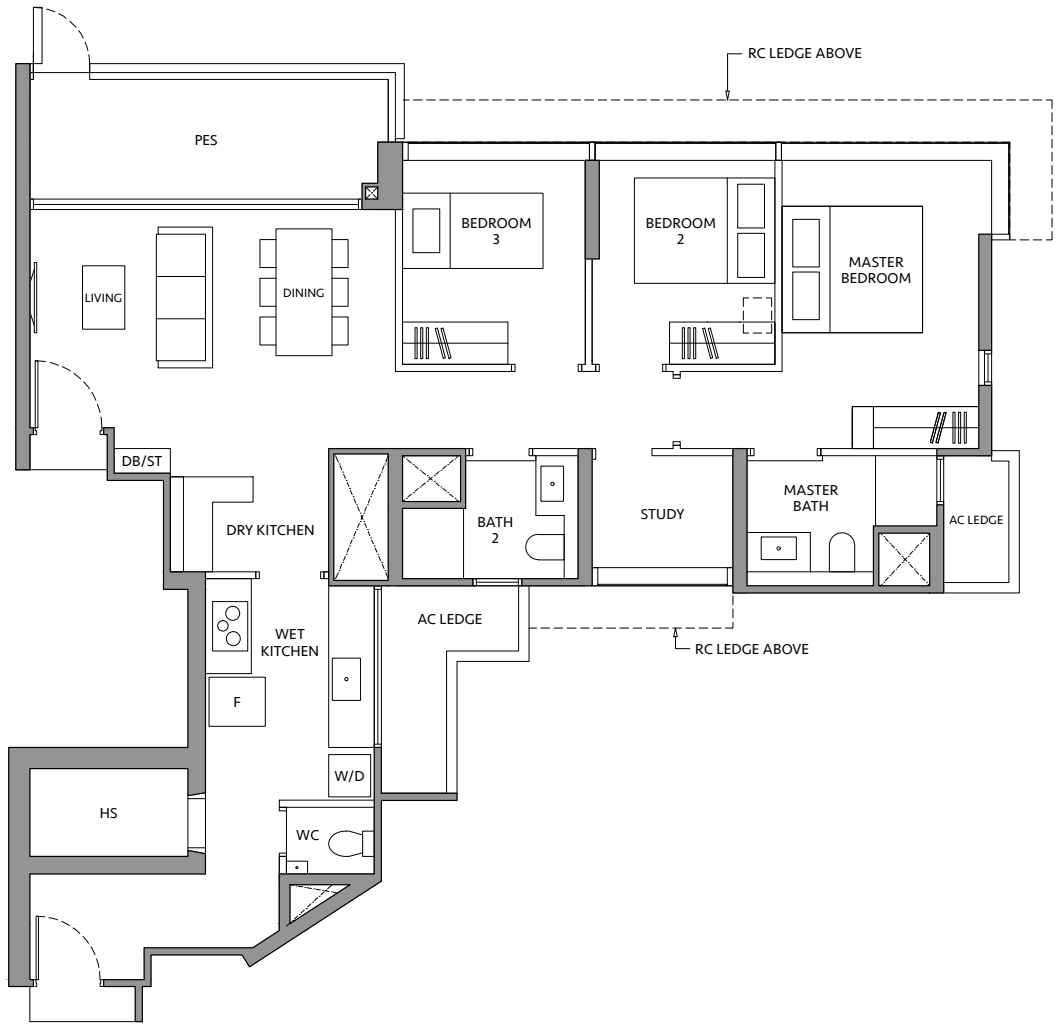 RC LEDGE ABOVE
PES
BEDROOM
3
BEDROOM
2
MASTER
BEDROOM
LIVING
DINING
DB/ST
DRY KITCHEN
BATH
2
STUDY
MASTER
BATH
AC LEDGE
WET
KITCHEN
AC LEDGE
RC LEDGE ABOVE
F
W/D
HS
WC